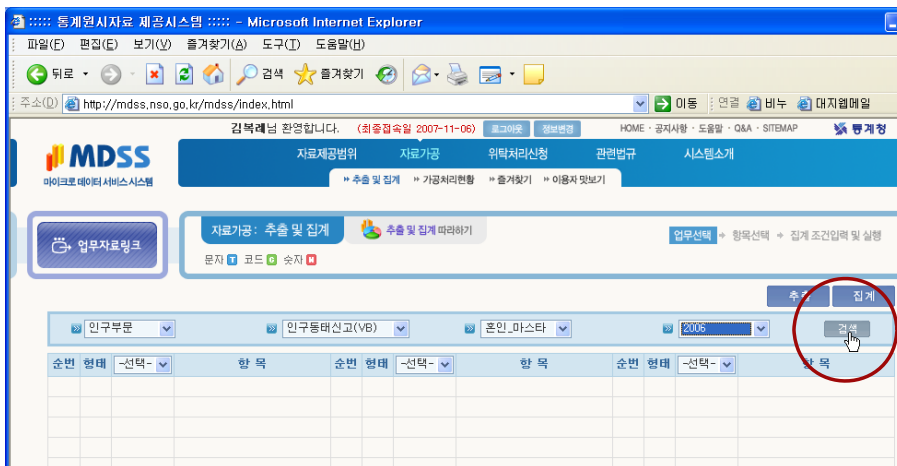 ::::: 통계원시자료 제공시스템 ::::: - Microsoft Internet Explorer
파일(F) 편집(E) 보기(V) 즐겨찾기(A) 도구(T) 도움말(H)
뒤로 검색 즐겨찾기
주소(D) http://mdss.nso.go.kr/mdss/index.html 이동 연결 비누 대지웹메일
김복례님 환영합니다. (최종접속일 2007-11-06) 로그아웃 정보변경 HOME · 공지사항 · 도움말 · Q&A · SITEMAP 통계청
MDSS
마이크로 데이터 서비스 시스템
자료제공범위 자료가공 위탁처리신청 관련법규 시스템소개
추출 및 집계 가공처리현황 즐겨찾기 이용자 맛보기
업무자료링크
자료가공: 추출 및 집계 추출 및 집계 따라하기
업무선택 항목선택 집계 조건입력 및 실행
문자 T 코드 C 숫자 N
추출 집계
인구부문 인구동태신고(VB) 혼인_마스타 2006 검색
순번 형태 -선택- 항 목 순번 형태 -선택- 항 목 순번 형태 -선택- 항 목